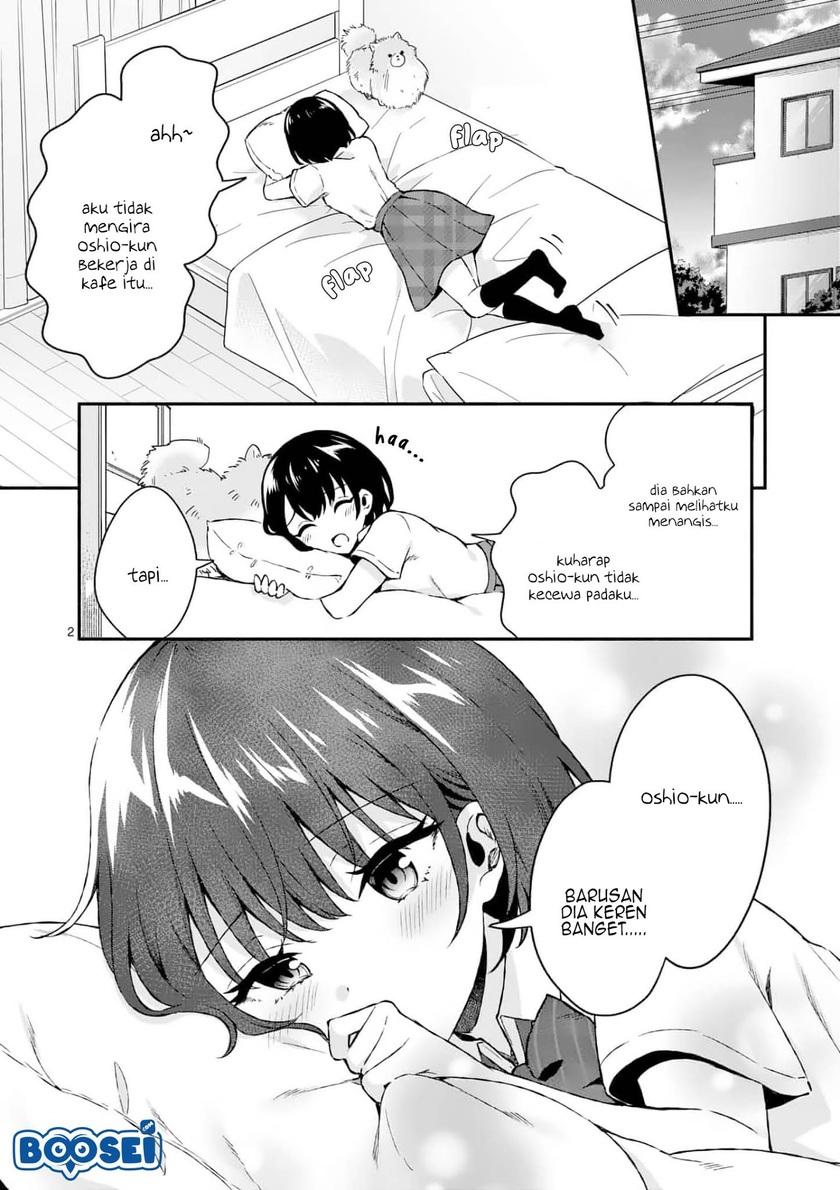 ahh~
aku tidak
mengira
oshio-kun
Bekerja di
kafe itu...
flap
flap
dia Bahkan
sampai melihatku
menangis...
kuharap
oshio-kun tidak
kecewa padaku...
haa...
tapi...
2
oshio-kun.....
BARUSAN
DIA KEREN
BANGET.....
BOOSEI
.COM